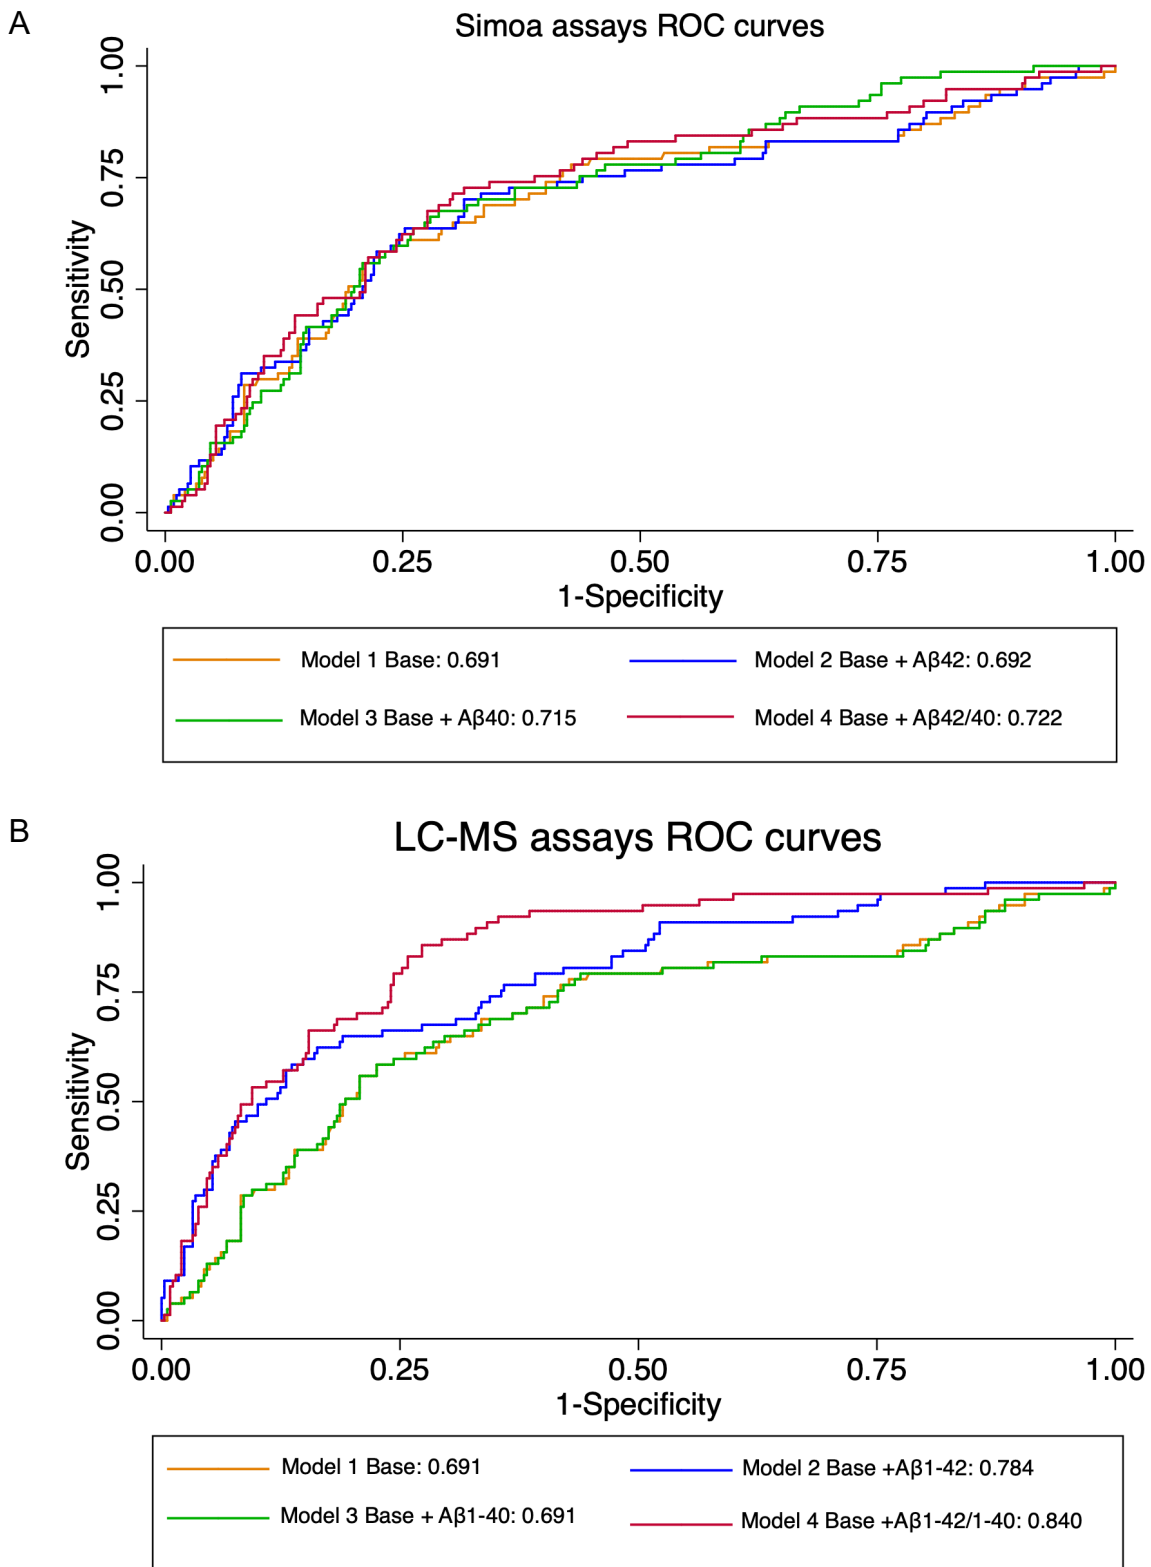 A
Simoa assays ROC curves
Sensitivity
1.00
0.75
0.50
0.25
0.00
0.00 0.25 0.50 0.75 1.00
1-Specificity
Model 1 Base: 0.691 Model 2 Base + Aβ42: 0.692
Model 3 Base + Aβ40: 0.715 Model 4 Base + Aβ42/40: 0.722
B
LC-MS assays ROC curves
Sensitivity
1.00
0.75
0.50
0.25
0.00
0.00 0.25 0.50 0.75 1.00
1-Specificity
Model 1 Base: 0.691 Model 2 Base +Aβ1-42: 0.784
Model 3 Base + Aβ1-40: 0.691 Model 4 Base +Aβ1-42/1-40: 0.840